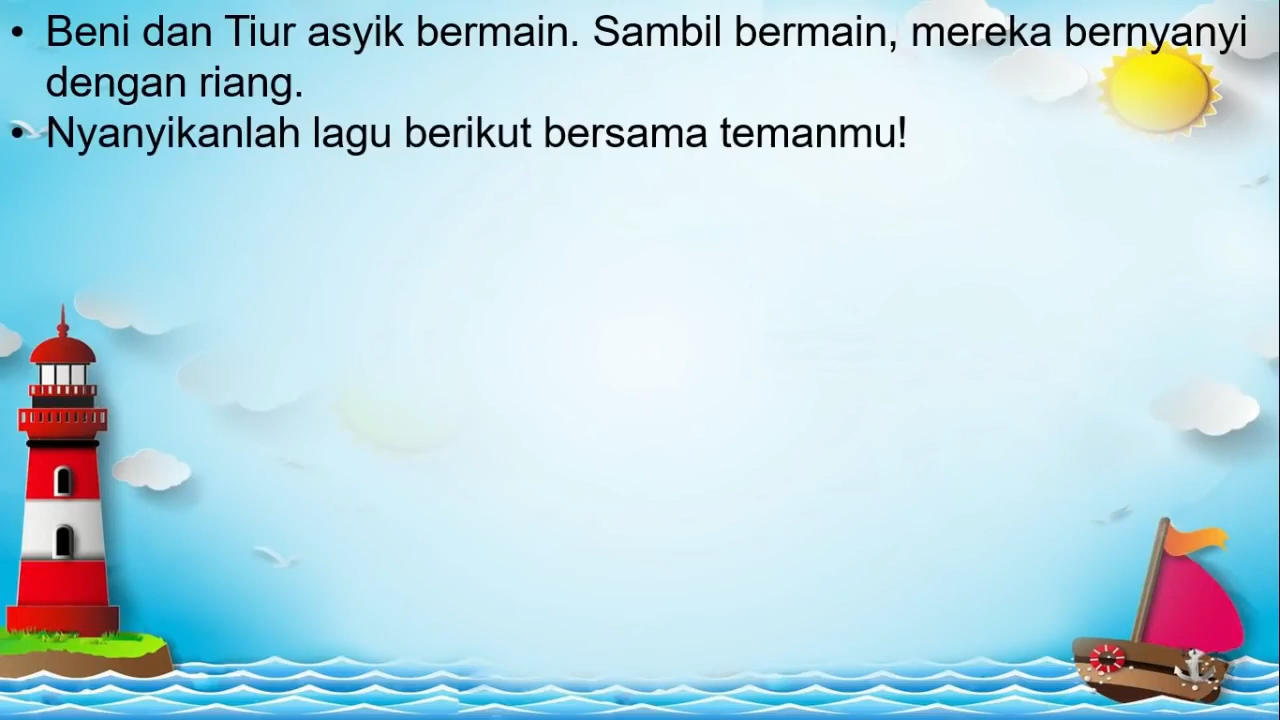 • Beni dan Tiur asyik bermain. Sambil bermain, mereka bernyanyi
dengan riang.
• Nyanyikanlah lagu berikut bersama temanmu!